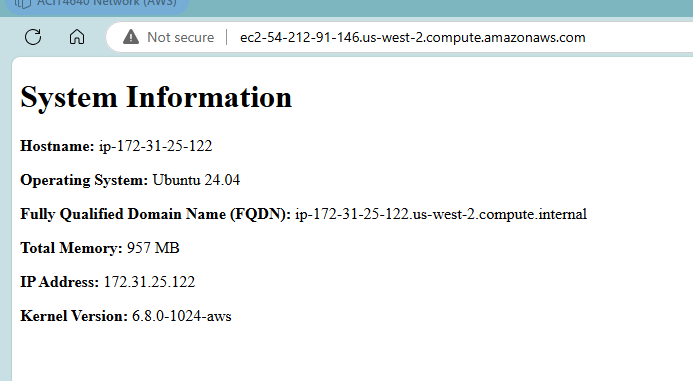 ACIT4640 Network (AWS)
Not secure ec2-54-212-91-146.us-west-2.compute.amazonaws.com
System Information
Hostname: ip-172-31-25-122
Operating System: Ubuntu 24.04
Fully Qualified Domain Name (FQDN): ip-172-31-25-122.us-west-2.compute.internal
Total Memory: 957 MB
IP Address: 172.31.25.122
Kernel Version: 6.8.0-1024-aws